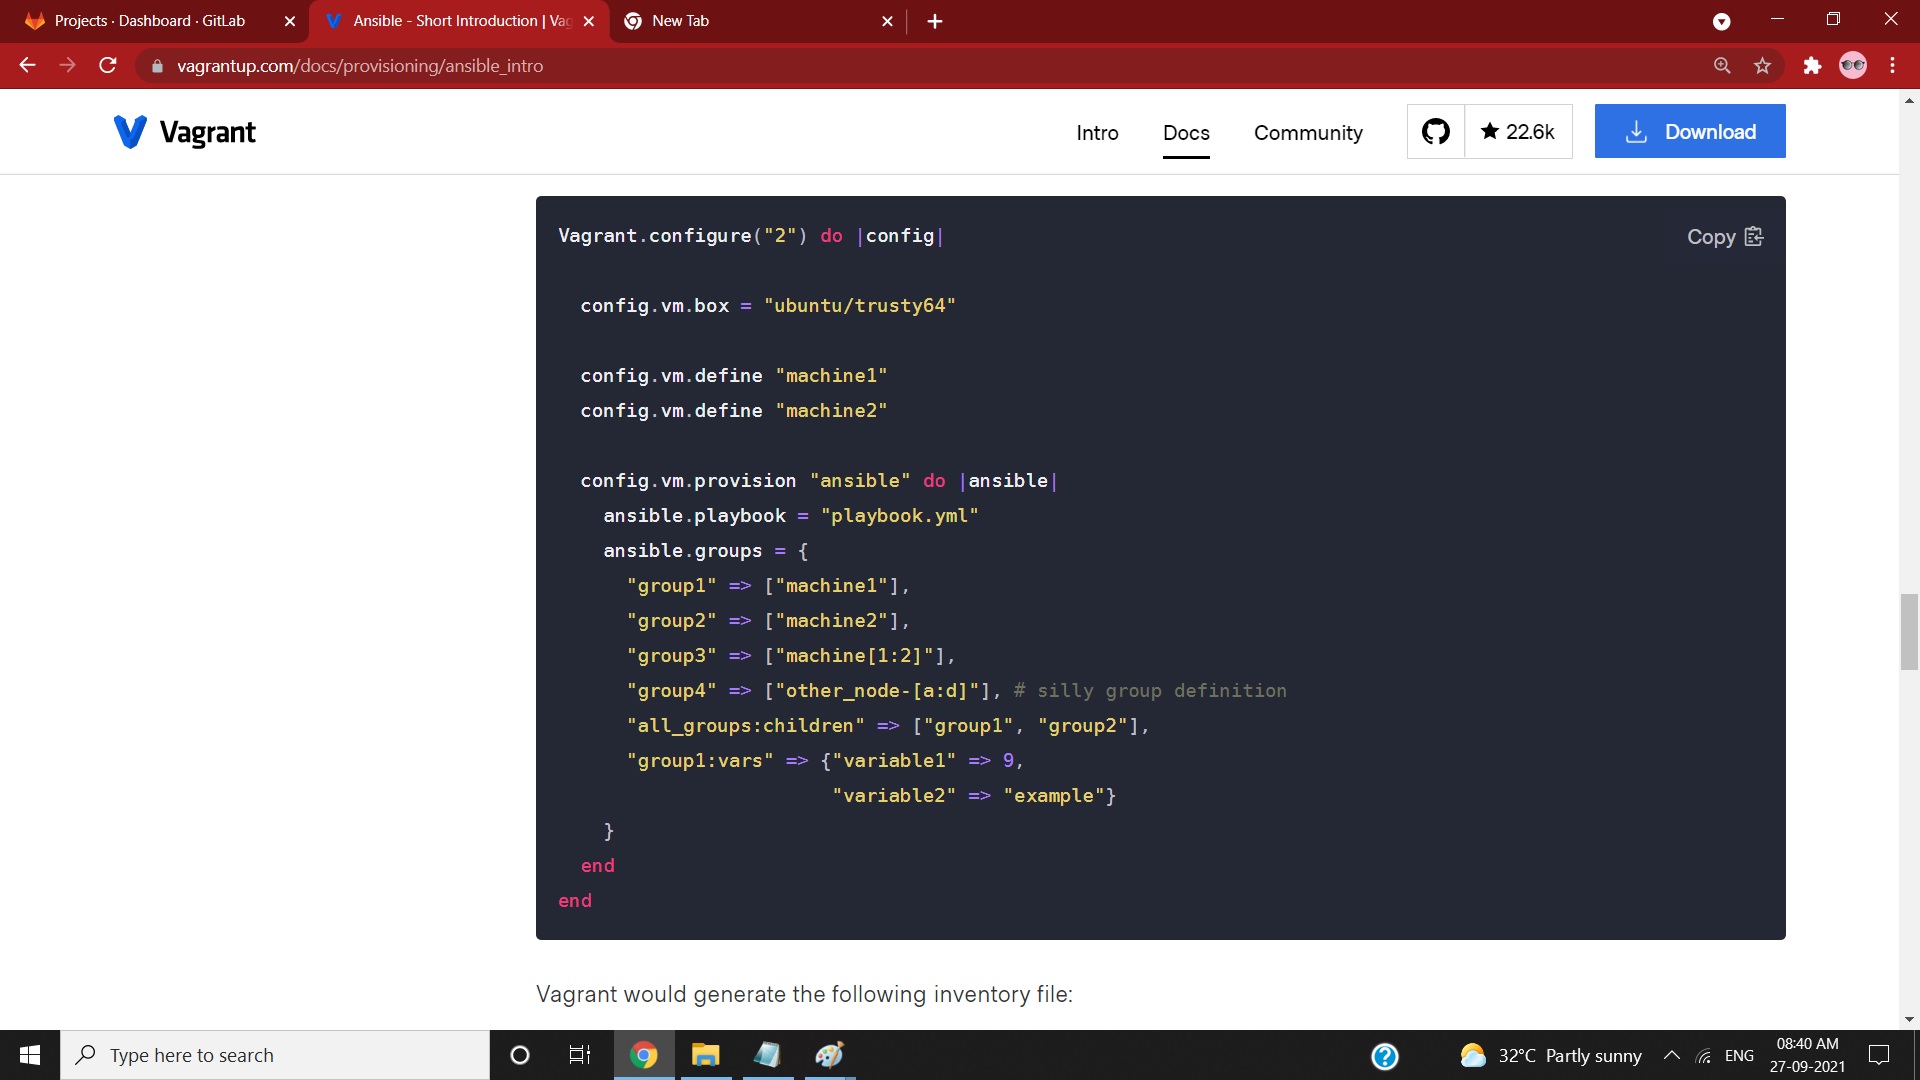 Projects · Dashboard · GitLab
Ansible - Short Introduction | Vag
New Tab
vagrantup.com/docs/provisioning/ansible_intro
Vagrant
Intro
Docs
Community
22.6k
Download
Copy
Vagrant.configure("2") do |config|
config.vm.box = "ubuntu/trusty64"
config.vm.define "machine1"
config.vm.define "machine2"
config.vm.provision "ansible" do |ansible|
ansible.playbook = "playbook.yml"
ansible.groups = {
"group1" => ["machine1"],
"group2" => ["machine2"],
"group3" => ["machine[1:2]"],
"group4" => ["other_node-[a:d]"], # silly group definition
"all_groups:children" => ["group1", "group2"],
"group1:vars" => {"variable1" => 9,
"variable2" => "example"}
}
end
end
Vagrant would generate the following inventory file:
Type here to search
32°C Partly sunny
ENG
08:40 AM
27-09-2021